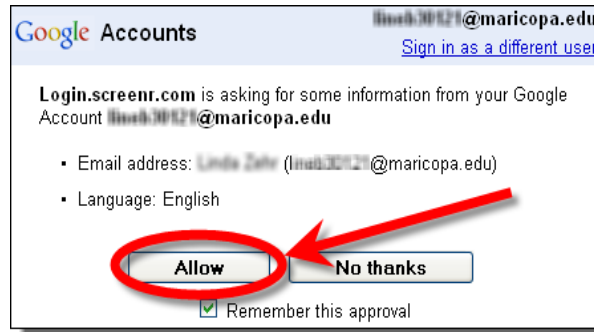 Google Accounts
@maricopa.edu
Sign in as a different user
Login.screenr.com is asking for some information from your Google
Account @maricopa.edu
• Email address: (@maricopa.edu)
• Language: English
Allow No thanks
Remember this approval